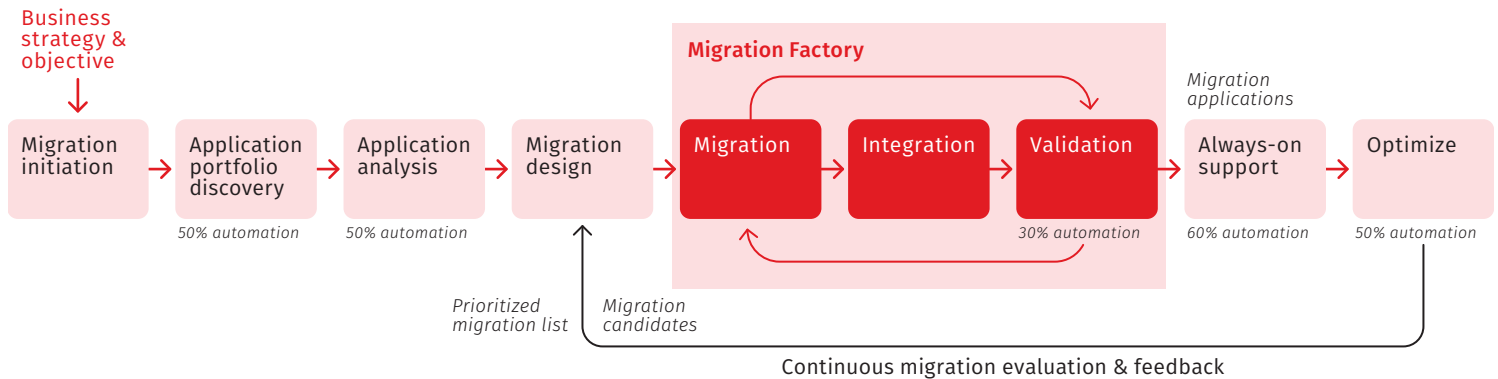 Business
strategy &
objective
Migration Factory
Migration
applications
Migration
initiation
Application
portfolio
discovery
Application
analysis
Migration
design
Migration
Integration
Validation
Always-on
support
Optimize
50% automation
50% automation
30% automation
60% automation
50% automation
Prioritized
migration list
Migration
candidates
Continuous migration evaluation & feedback